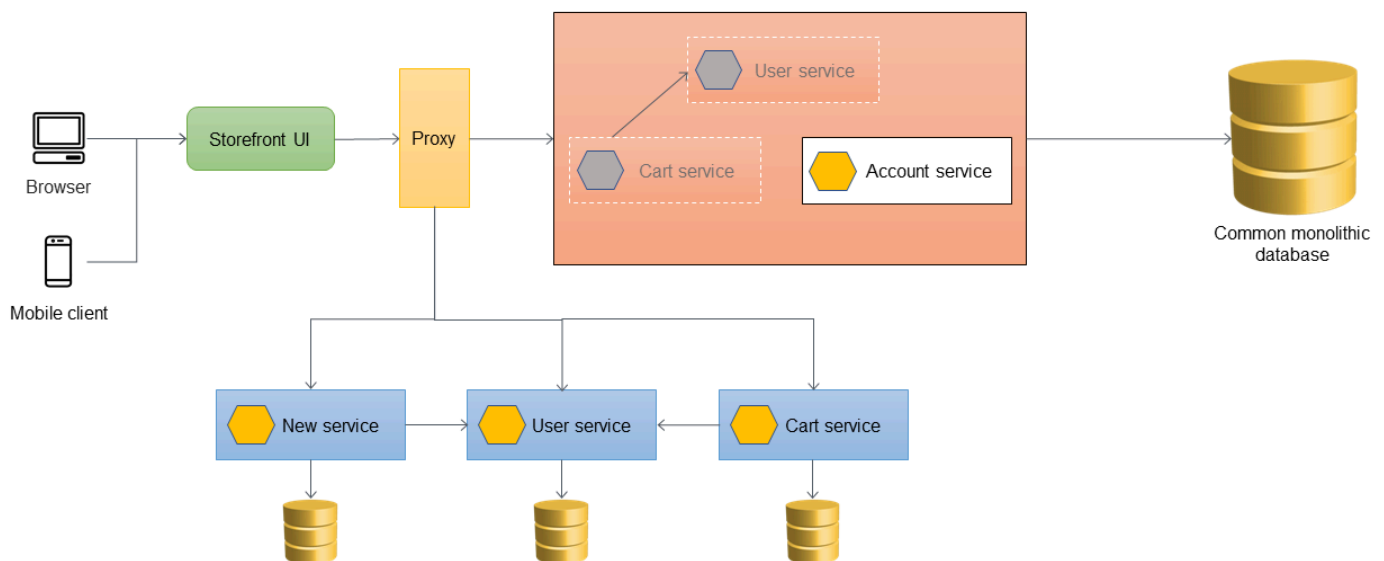 User service
Storefront UI
Proxy
Cart service
Account service
Browser
Common monolithic
database
Mobile client
New service
User service
Cart service